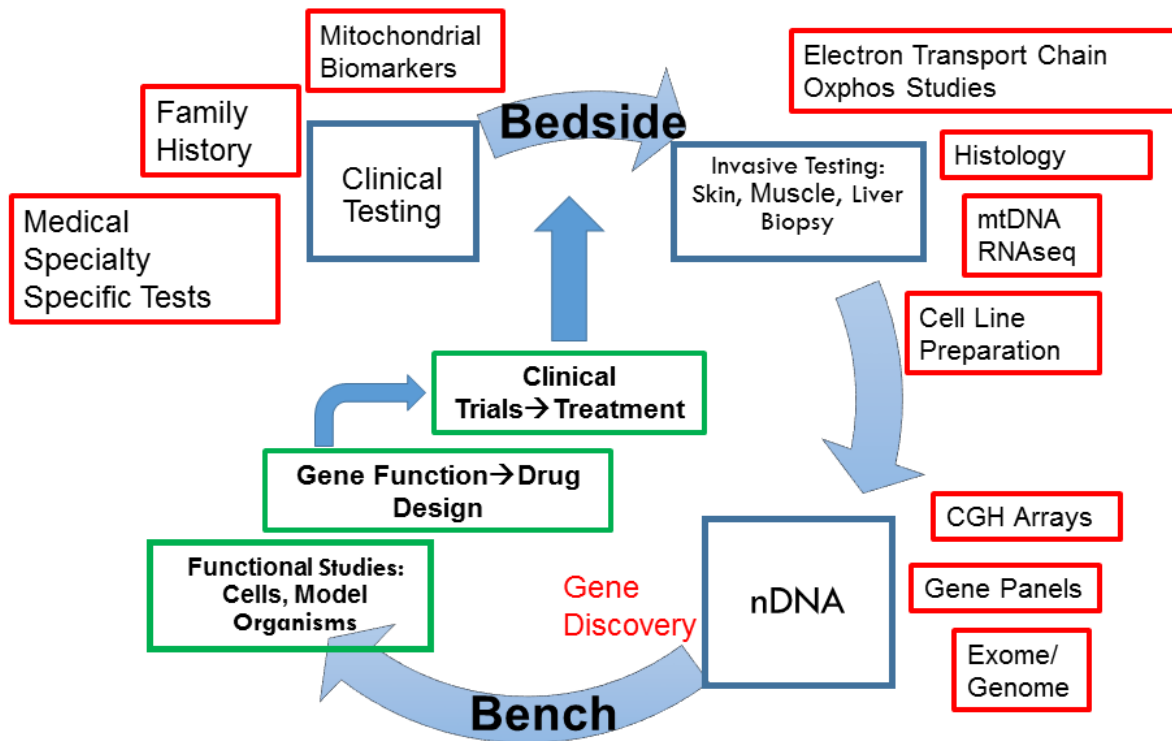 Mitochondrial
Biomarkers
Electron Transport Chain
Oxphos Studies
Family
History
Bedside
Clinical
Testing
Invasive Testing:
Skin, Muscle, Liver
Biopsy
Histology
Medical
Specialty
Specific Tests
mtDNA
RNAseq
Cell Line
Preparation
Clinical
Trials→Treatment
Gene Function→Drug
Design
Functional Studies:
Cells, Model
Organisms
Gene
Discovery
nDNA
CGH Arrays
Gene Panels
Exome/
Genome
Bench